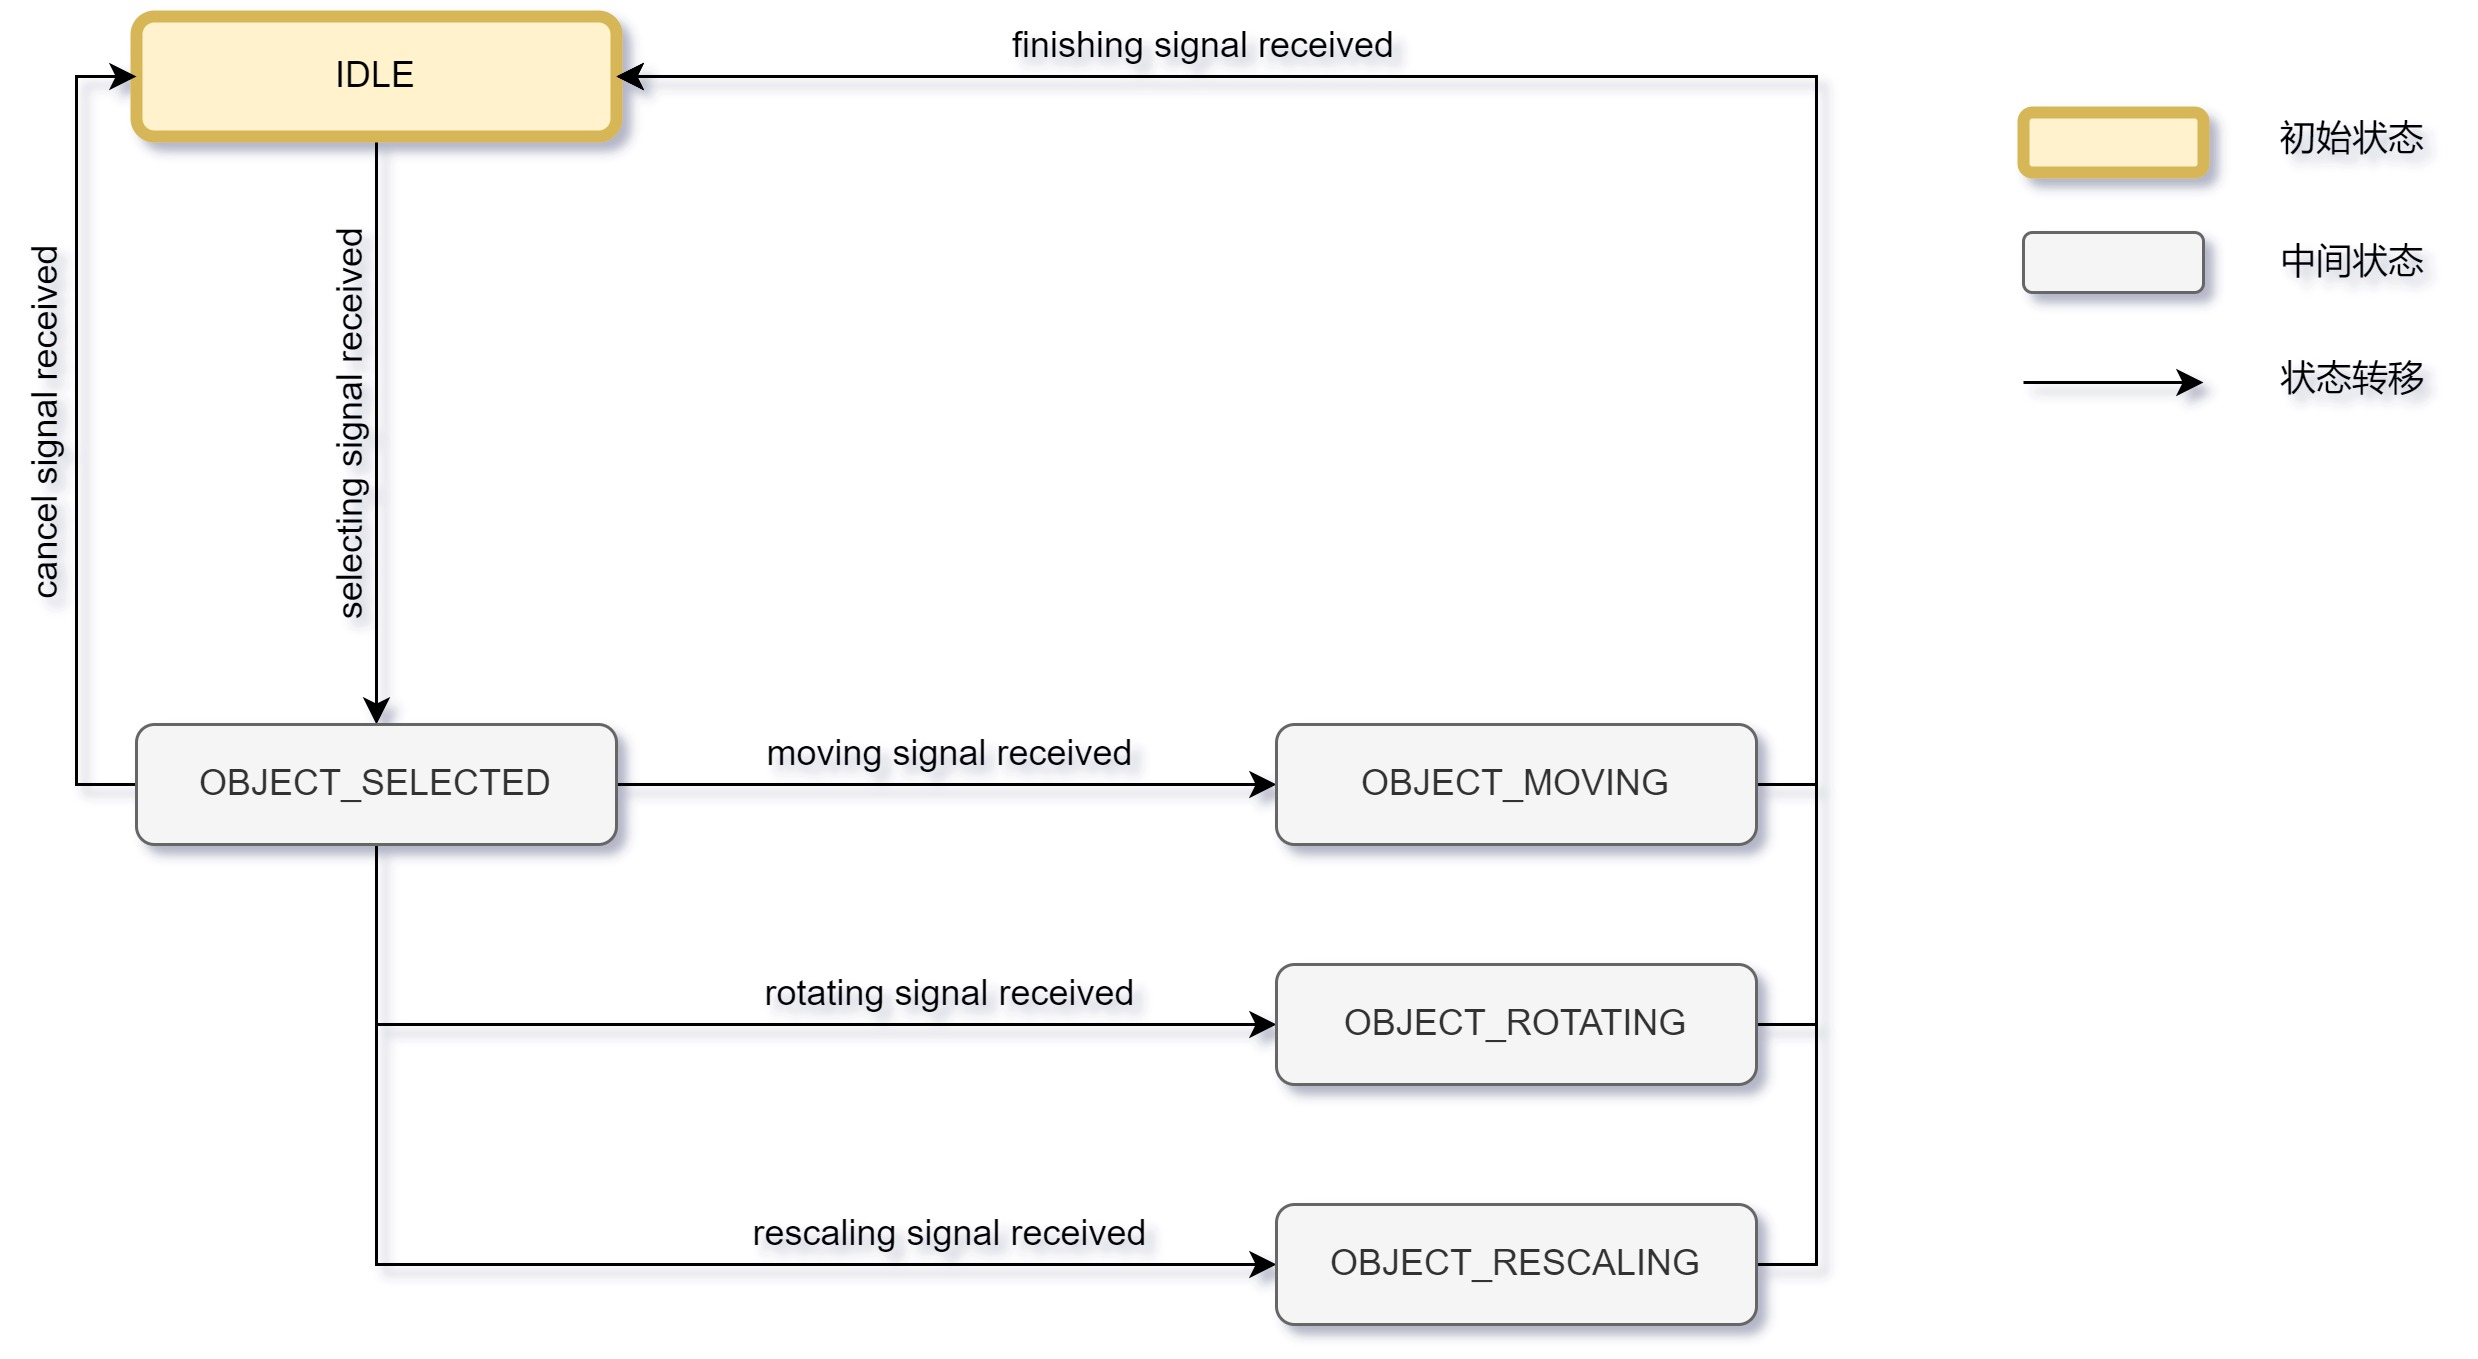 finishing signal received
IDLE
初始状态
中间状态
状态转移
cancel signal received
selecting signal received
OBJECT_SELECTED
moving signal received
OBJECT_MOVING
rotating signal received
OBJECT_ROTATING
rescaling signal received
OBJECT_RESCALING